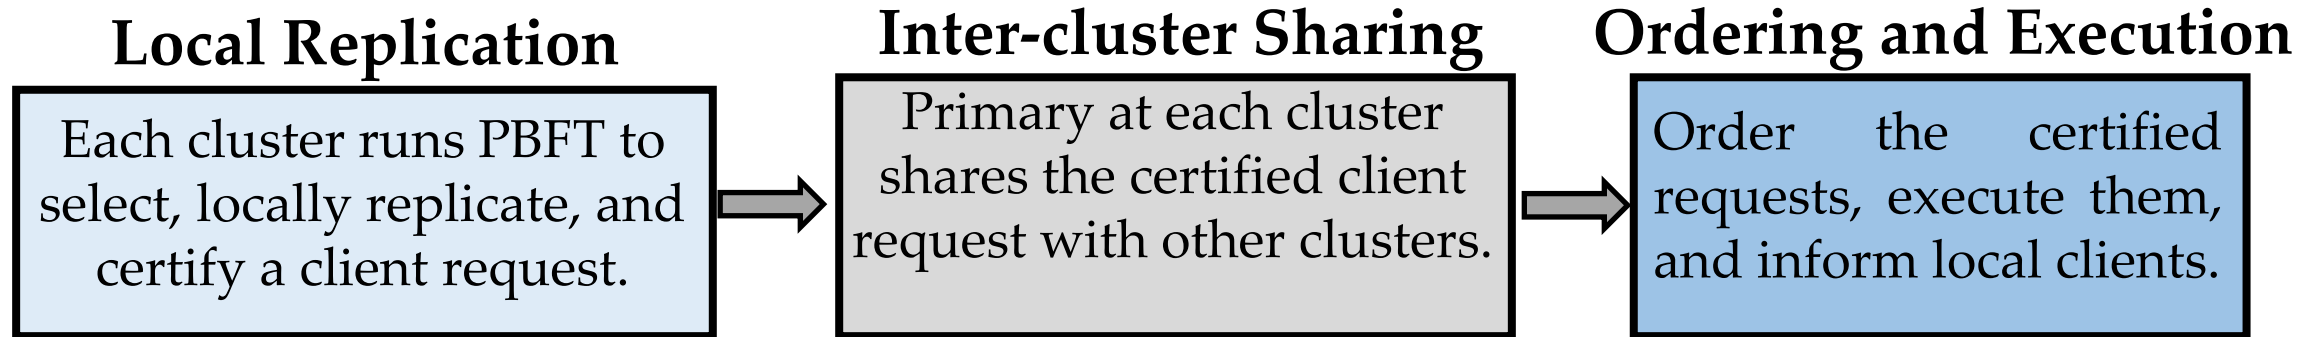 Local Replication
Each cluster runs PBFT to
select, locally replicate, and
certify a client request.
Inter-cluster Sharing
Primary at each cluster
shares the certified client
request with other clusters.
Ordering and Execution
Order the certified
requests, execute them,
and inform local clients.